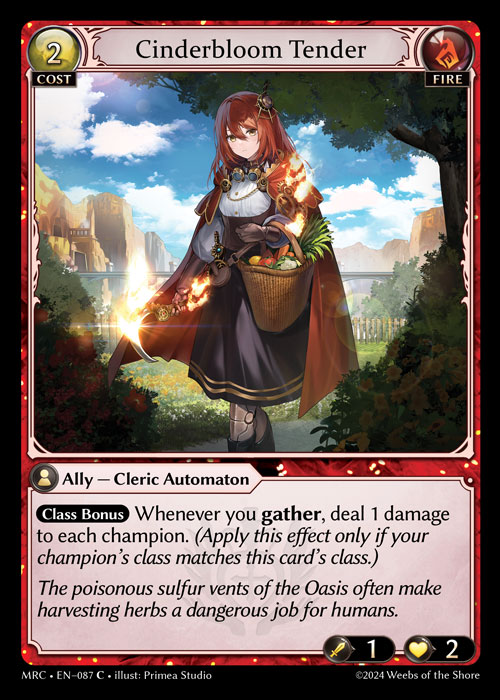 2
Cinderbloom Tender
COST
FIRE
Ally — Cleric Automaton
Class Bonus Whenever you gather, deal 1 damage
to each champion. (Apply this effect only if your
champion's class matches this card's class.)
The poisonous sulfur vents of the Oasis often make
harvesting herbs a dangerous job for humans.
1
2
MRC • EN–087 C • illust: Primea Studio
©2024 Weebs of the Shore